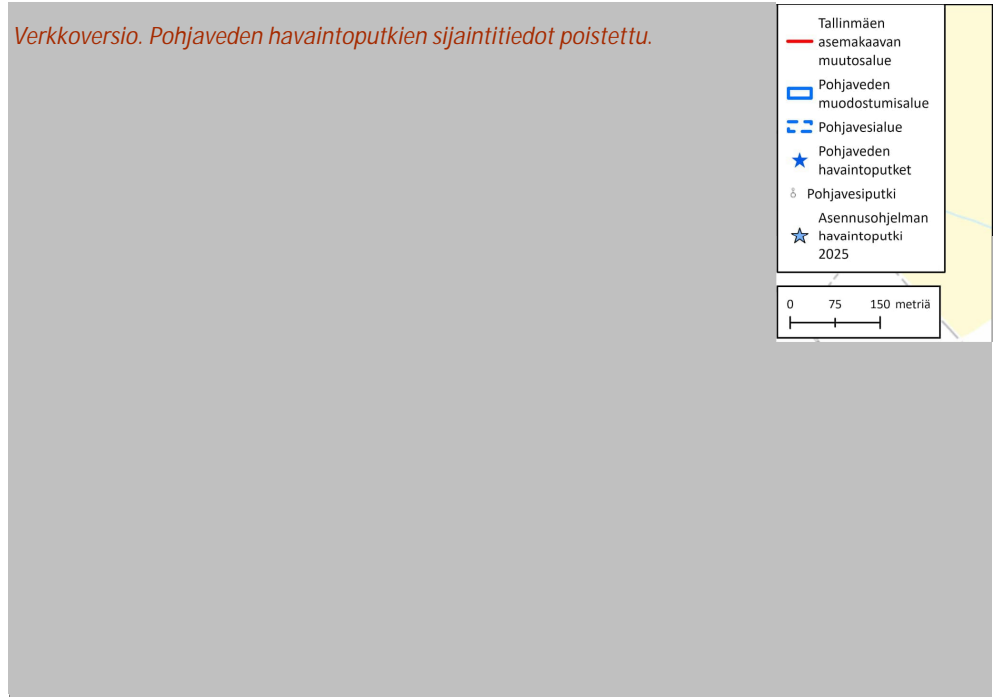 Verkkoversio. Pohjaveden havaintoputkien sijaintitiedot poistettu.
Tallinmäen
asemakaavan
muutosalue
Pohjaveden
muodostumisalue
Pohjavesialue
Pohjaveden
havaintoputket
Pohjavesiputki
Asennusohjelman
havaintoputki
2025
0 75 150 metriä